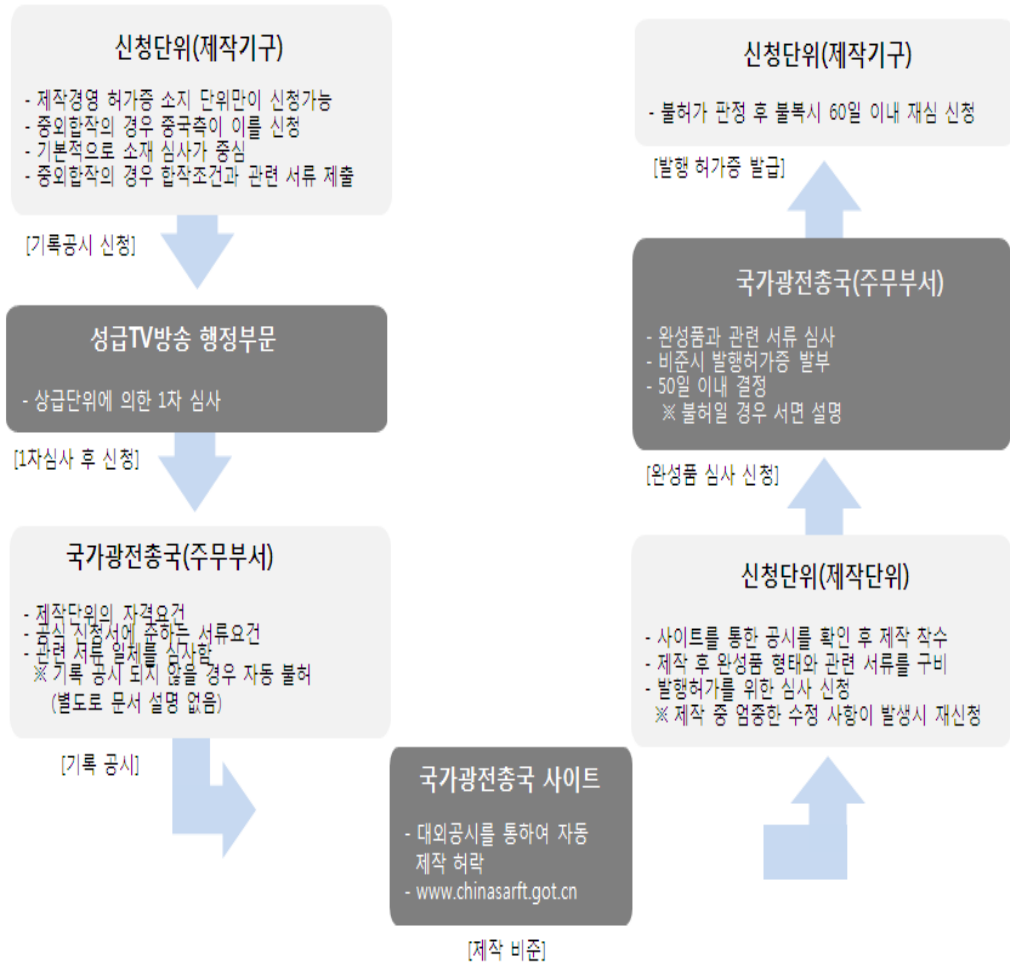 신청단위(제작기구)
- 제작경영 허가증 소지 단위만이 신청가능
- 중외합작의 경우 중국측이 이를 신청
- 기본적으로 소재 심사가 중심
- 중외합작의 경우 합작조건과 관련 서류 제출
[기록공시 신청]
성급TV방송 행정부문
- 상급단위에 의한 1차 심사
[1차심사 후 신청]
국가광전총국(주무부서)
- 제작단위의 자격요건
- 공식 신청서에 준하는 서류요건
- 관련 서류 일체를 심사함
※ 기록 공시 되지 않을 경우 자동 불허
(별도로 문서 설명 없음)
[기록 공시]
국가광전총국 사이트
- 대외공시를 통하여 자동
제작 허락
- www.chinasarft.got.cn
[제작 비준]
신청단위(제작단위)
- 사이트를 통한 공시를 확인 후 제작 착수
- 제작 후 완성품 형태와 관련 서류를 구비
- 발행허가를 위한 심사 신청
※ 제작 중 엄중한 수정 사항이 발생시 재신청
[완성품 심사 신청]
국가광전총국(주무부서)
- 완성품과 관련 서류 심사
- 비준시 발행허가증 발부
- 50일 이내 결정
※ 불허일 경우 서면 설명
[발행 허가증 발급]
신청단위(제작기구)
- 불허가 판정 후 불복시 60일 이내 재심 신청